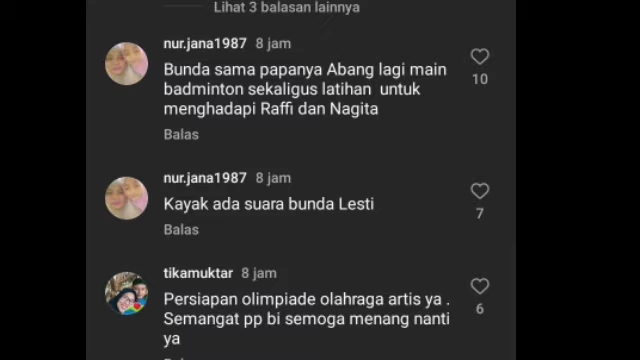 Lihat 3 balasan lainnya
nur.jana1987 8 jam
Bunda sama papanya Abang lagi main
badminton sekaligus latihan untuk
menghadapi Raffi dan Nagita
10
Balas
nur.jana1987 8 jam
Kayak ada suara bunda Lesti
7
Balas
tikamuktar 8 jam
Persiapan olimpiade olahraga artis ya .
Semangat pp bi semoga menang nanti
ya
6